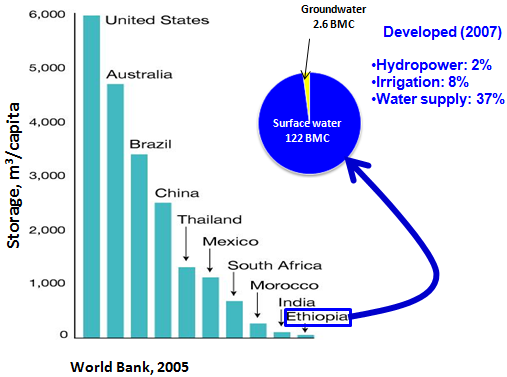 Groundwater
2.6 BMC
Developed (2007)
•Hydropower: 2%
•Irrigation: 8%
•Water supply: 37%
Surface water
122 BMC
Storage, m³/capita
6,000
5,000
4,000
3,000
2,000
1,000
0
United States
Australia
Brazil
China
Thailand
Mexico
South Africa
Morocco
India
Ethiopia
World Bank, 2005